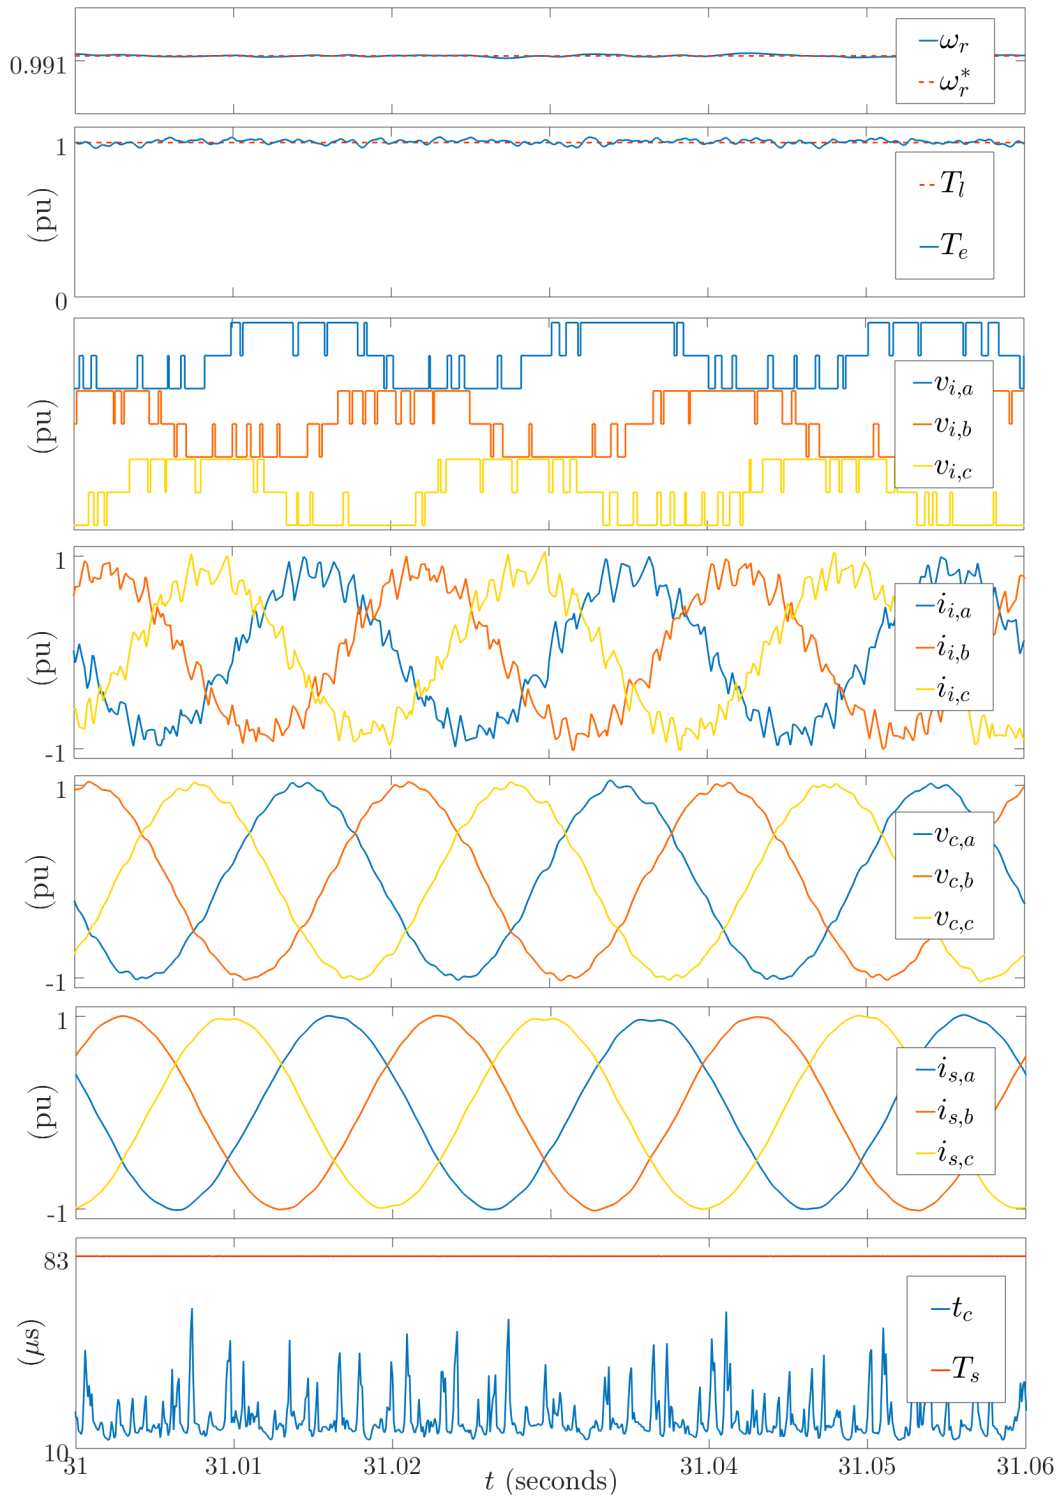 0.991
ω_r
ω_r^*
1
(pu)
0
T_l
T_e
(pu)
v_{i,a}
v_{i,b}
v_{i,c}
1
(pu)
-1
i_{i,a}
i_{i,b}
i_{i,c}
1
(pu)
-1
v_{c,a}
v_{c,b}
v_{c,c}
1
(pu)
-1
i_{s,a}
i_{s,b}
i_{s,c}
83
(μs)
10
t_c
T_s
31 31.01 31.02 31.04 31.05 31.06
t (seconds)